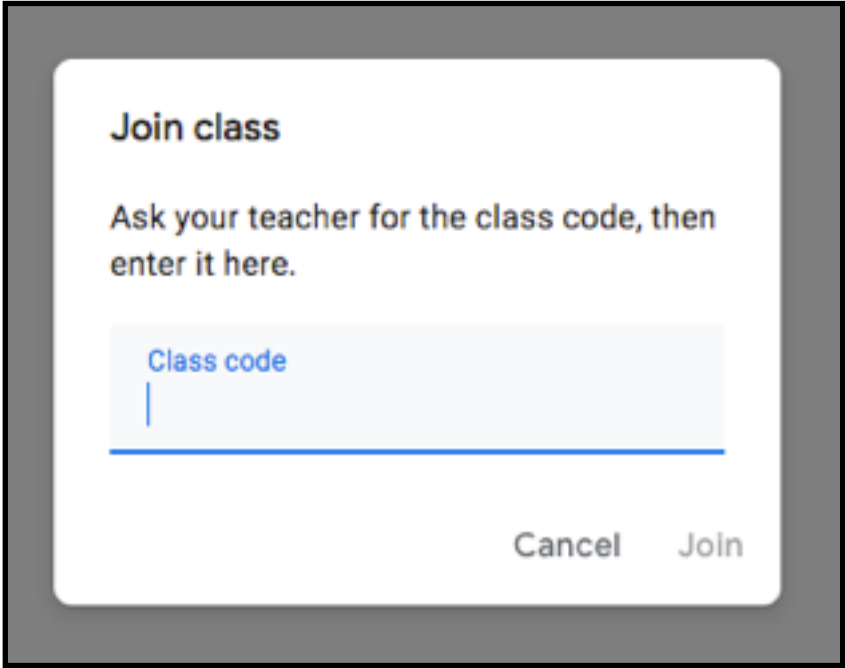 Join class
Ask your teacher for the class code, then
enter it here.
Class code
Cancel Join